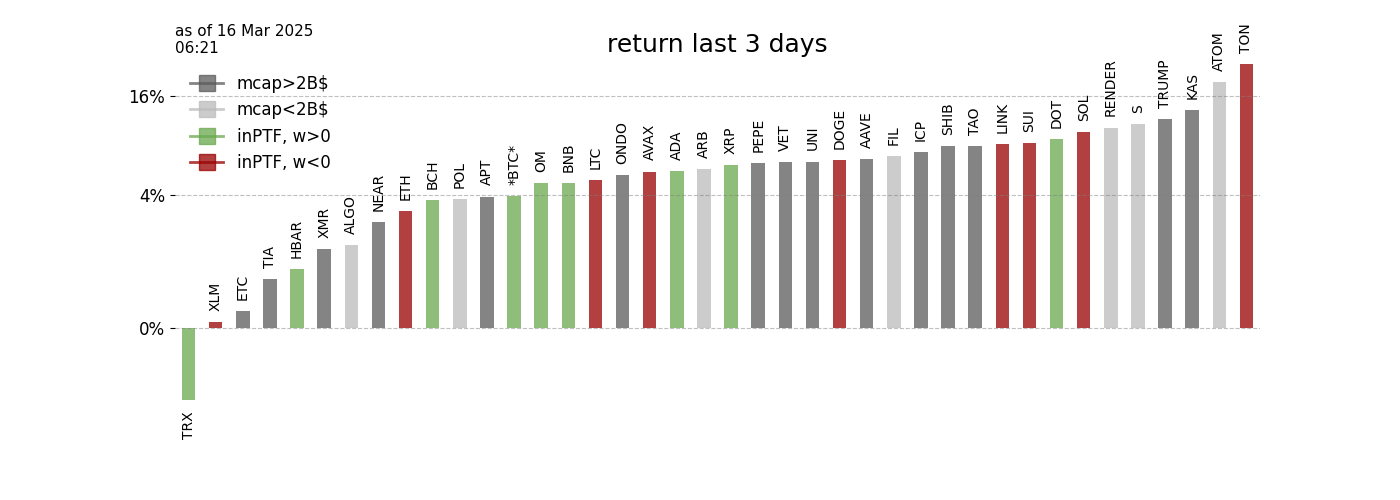 as of 16 Mar 2025
06:21
return last 3 days
mcap>2B$
mcap<2B$
inPTF, w>0
inPTF, w<0
16%
4%
0%
TRX
XLM
ETC
TIA
HBAR
XMR
ALGO
NEAR
ETH
BCH
POL
APT
*BTC*
OM
BNB
LTC
ONDO
AVAX
ADA
ARB
XRP
PEPE
VET
UNI
DOGE
AAVE
FIL
ICP
SHIB
TAO
LINK
SUI
DOT
SOL
RENDER
S
TRUMP
KAS
ATOM
TON